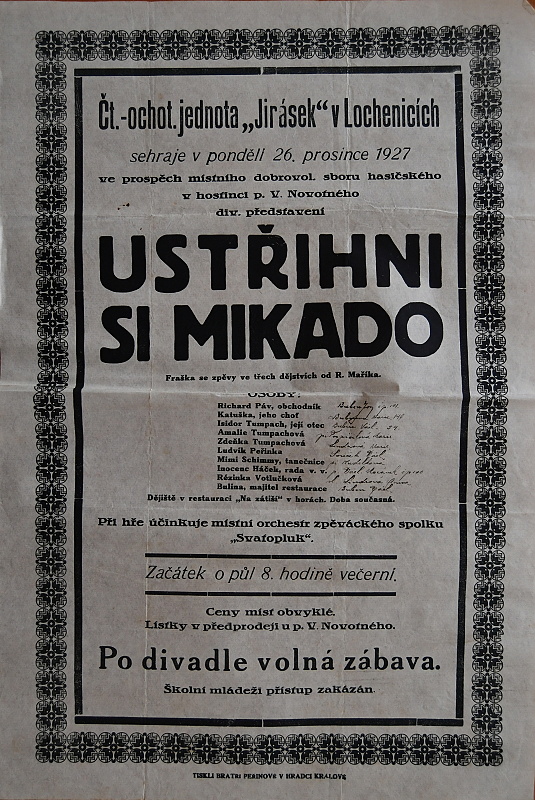 Čt.-ochot. jednota „Jirásek“ v Lochenicích
sehraje v pondělí 26. prosince 1927
ve prospěch místního dobrovol. sboru hasičského
v hostinci p. V. Novotného
div. představení
USTŘIHNI
SI MIKADO
Fraška se zpěvy ve třech dějstvích od R. Maříka.
OSOBY:
Richard Páv, obchodník
Katuška, jeho choť
Isidor Tumpach, její otec
Amalie Tumpachová
Zdeňka Tumpachová
Ludvík Peřinka
Mimi Schimmy, tanečnice
Inocenc Háček, rada v. v.
Rézinka Votlučková
Balina, majitel restaurace
Dějiště v restauraci „Na zátiší“ v horách. Doba současná.
Při hře účinkuje místní orchestr zpěváckého spolku
„Svatopluk“.
Začátek o půl 8. hodině večerní.
Ceny míst obvyklé.
Lístky v předprodeji u p. V. Novotného.
Po divadle volná zábava.
Školní mládeži přístup zakázán.
TISKLI BRATŘI PEŘINOVÉ V HRADCI KRÁLOVÉ